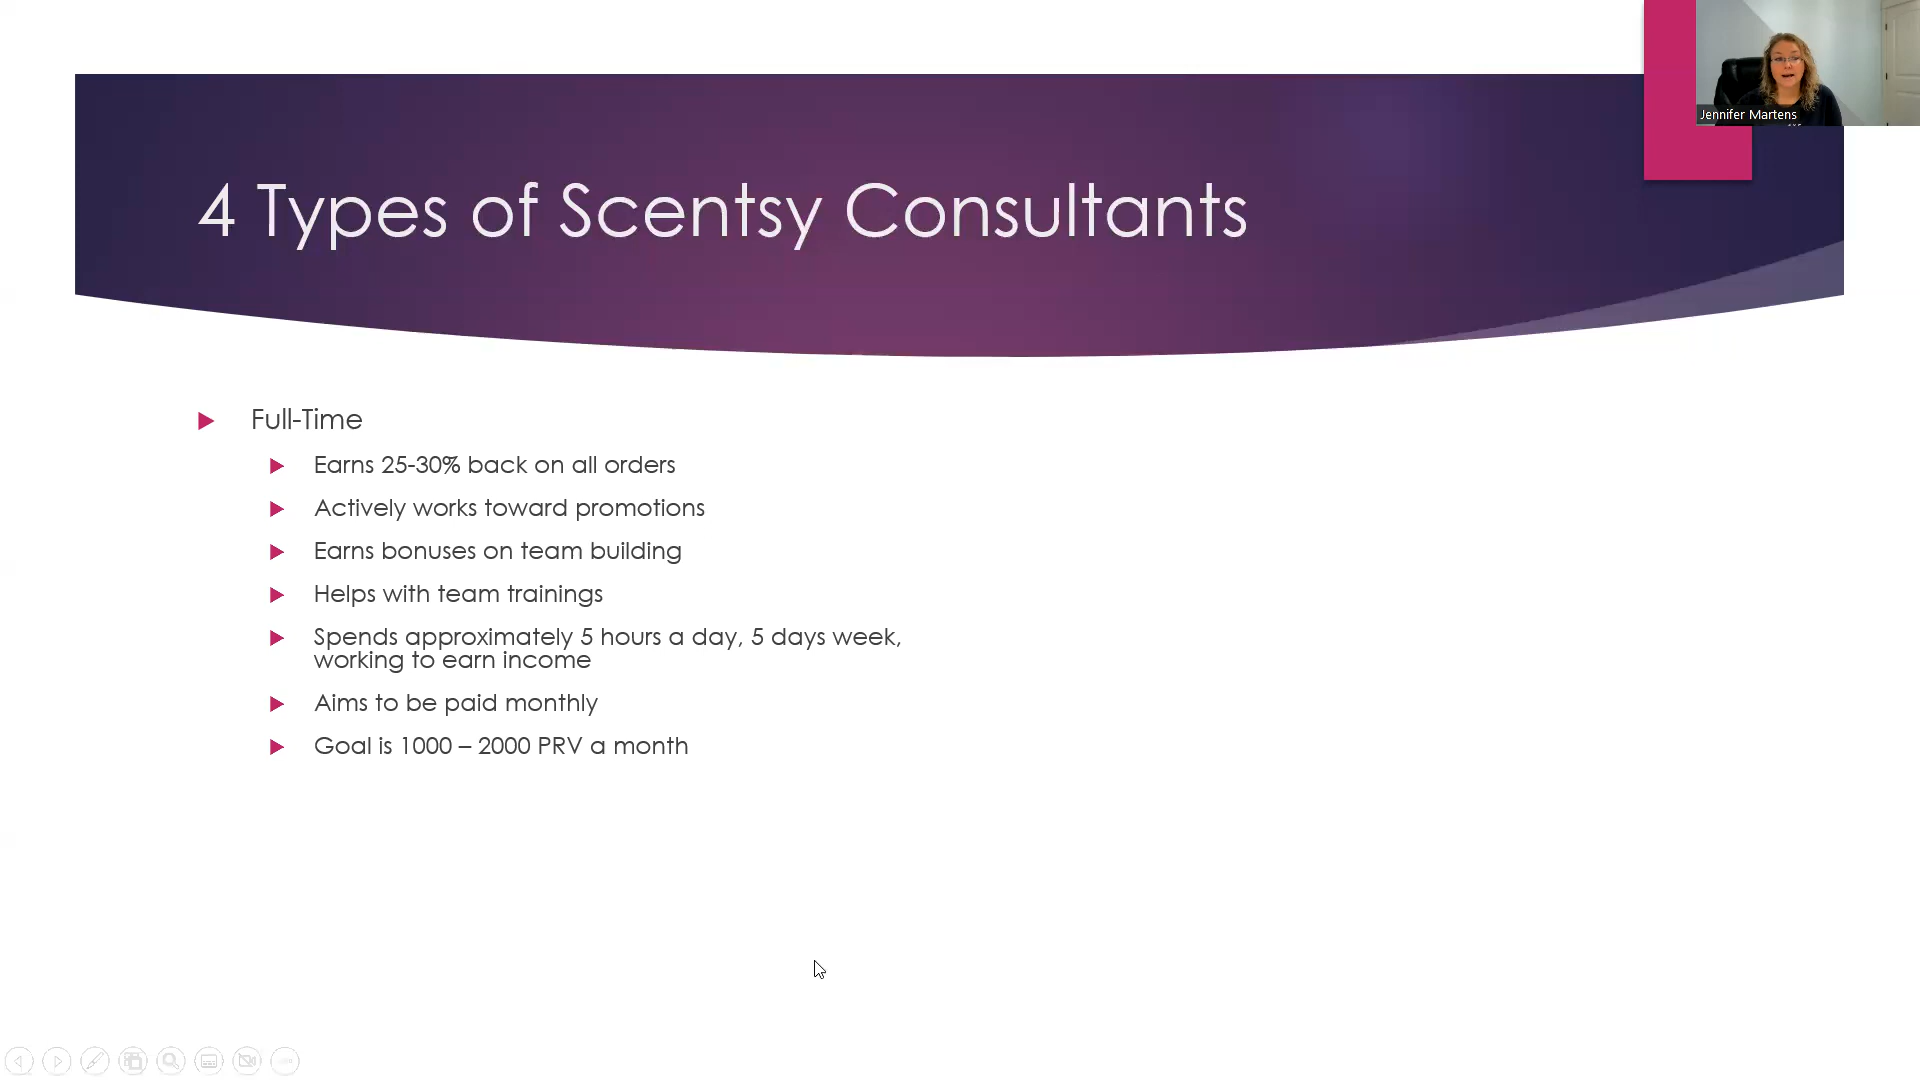 Jennifer Martens
4 Types of Scentsy Consultants
Full-Time
Earns 25-30% back on all orders
Actively works toward promotions
Earns bonuses on team building
Helps with team trainings
Spends approximately 5 hours a day, 5 days week,
working to earn income
Aims to be paid monthly
Goal is 1000 – 2000 PRV a month